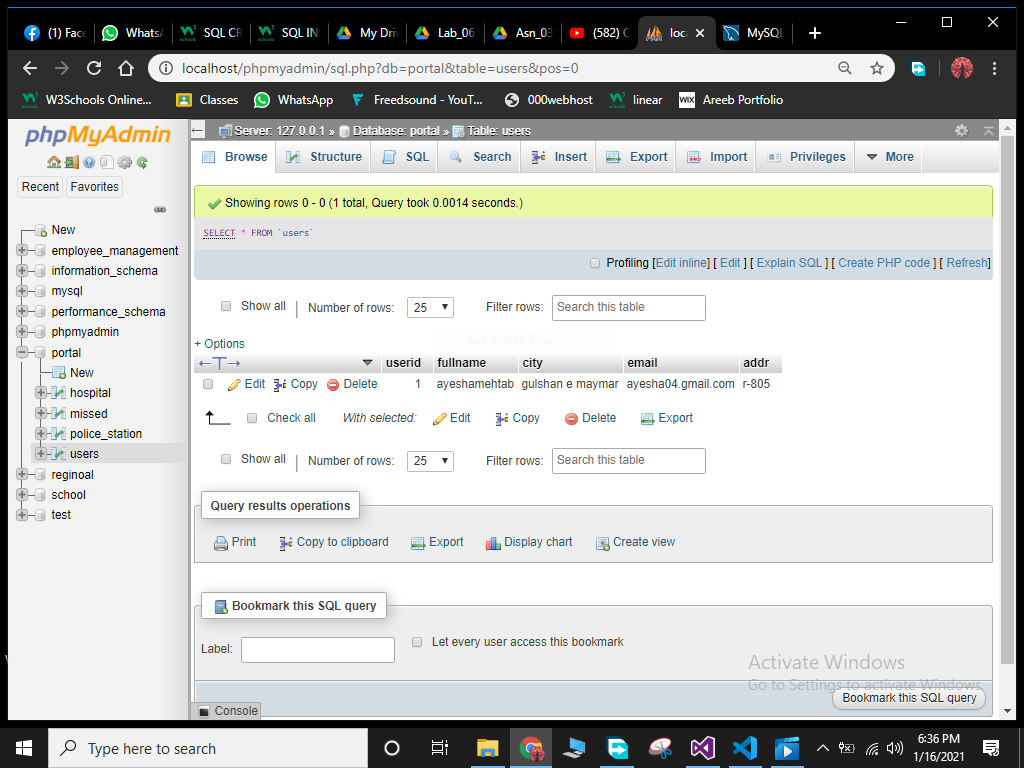 (1) Face
WhatsA
SQL CR
SQL IN
My Dri
Lab_06
Asn_03
(582) C
loc
MySQL
localhost/phpmyadmin/sql.php?db=portal&table=users&pos=0
W3Schools Online...
Classes
WhatsApp
Freedsound - YouT...
000webhost
linear
WIX
Areeb Portfolio
phpMyAdmin
Recent
Favorites
New
employee_management
information_schema
mysql
performance_schema
phpmyadmin
portal
New
hospital
missed
police_station
users
reginoal
school
test
Server: 127.0.0.1 » Database: portal » Table: users
Browse Structure SQL Search Insert Export Import Privileges More
Showing rows 0 - 0 (1 total, Query took 0.0014 seconds.)
SELECT * FROM `users`
Profiling [Edit inline] [ Edit ] [ Explain SQL ] [ Create PHP code ] [ Refresh]
Show all | Number of rows: 25 Filter rows: Search this table
Full-screen Snip
+ Options
←T→ userid fullname city email addr
Edit Copy Delete 1 ayeshamehtab gulshan e maymar ayesha04.gmail.com r-805
Check all With selected: Edit Copy Delete Export
Show all | Number of rows: 25 Filter rows: Search this table
Query results operations
Print Copy to clipboard Export Display chart Create view
Bookmark this SQL query
Label: Let every user access this bookmark
Activate Windows
Go to Settings to activate Windows.
Bookmark this SQL query
Console
Type here to search
6:36 PM
1/16/2021